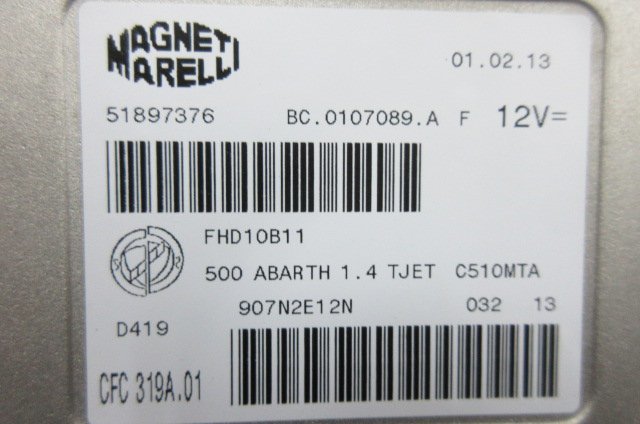 MAGNETI
MARELLI
01.02.13
51897376 BC.0107089.A F 12V=
FHD10B11
500 ABARTH 1.4 TJET C510MTA
907N2E12N 032 13
D419
CFC 319A.01